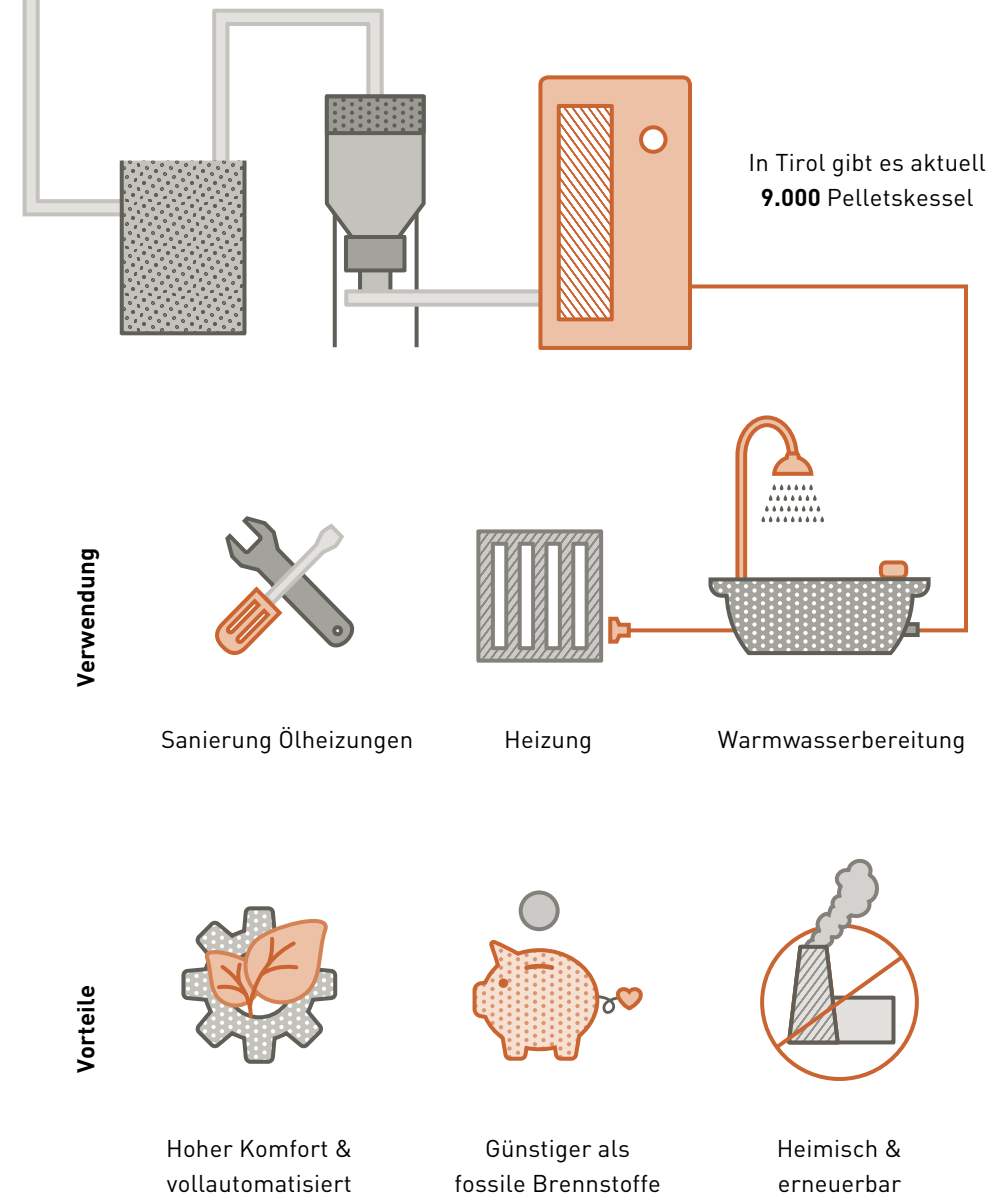 In Tirol gibt es aktuell
9.000 Pelletskessel
Verwendung
Sanierung Ölheizungen
Heizung
Warmwasserbereitung
Vorteile
Hoher Komfort &
vollautomatisiert
Günstiger als
fossile Brennstoffe
Heimisch &
erneuerbar